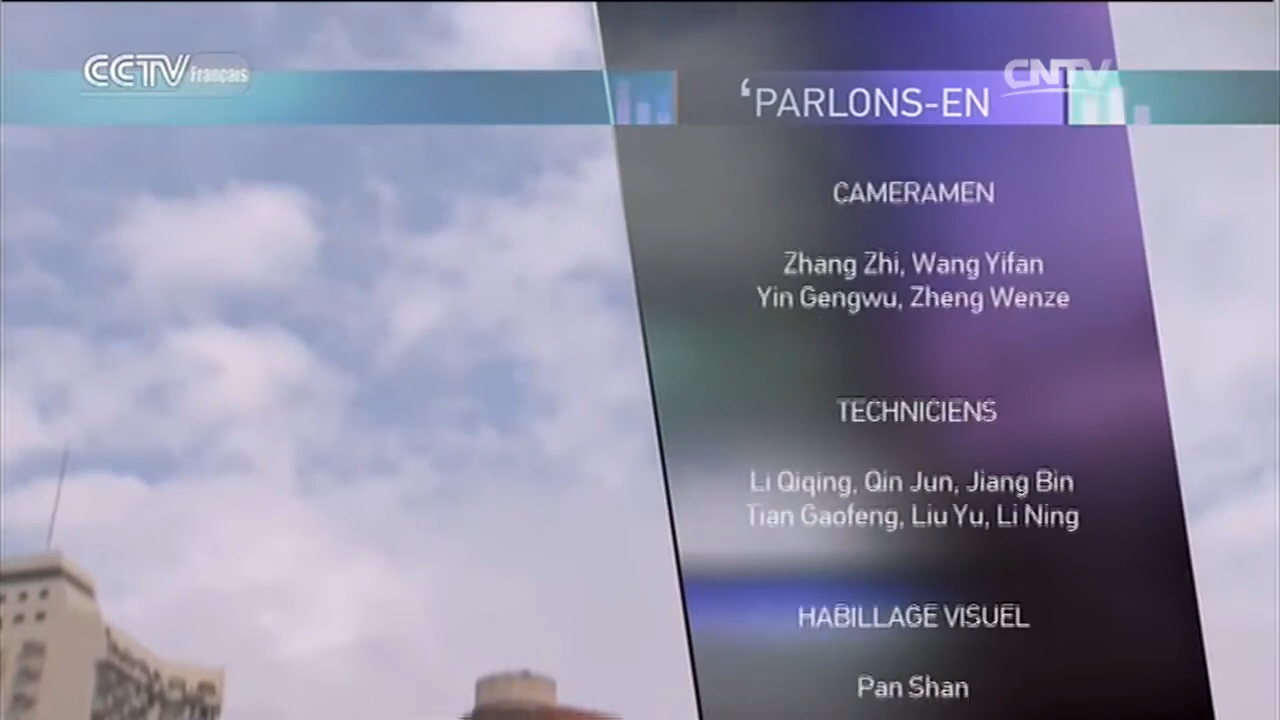 CCTV Français
CNTV
‘PARLONS-EN
CAMERAMEN
Zhang Zhi, Wang Yifan
Yin Gengwu, Zheng Wenze
TECHNICIENS
Li Qiqing, Qin Jun, Jiang Bin
Tian Gaofeng, Liu Yu, Li Ning
HABILLAGE VISUEL
Pan Shan